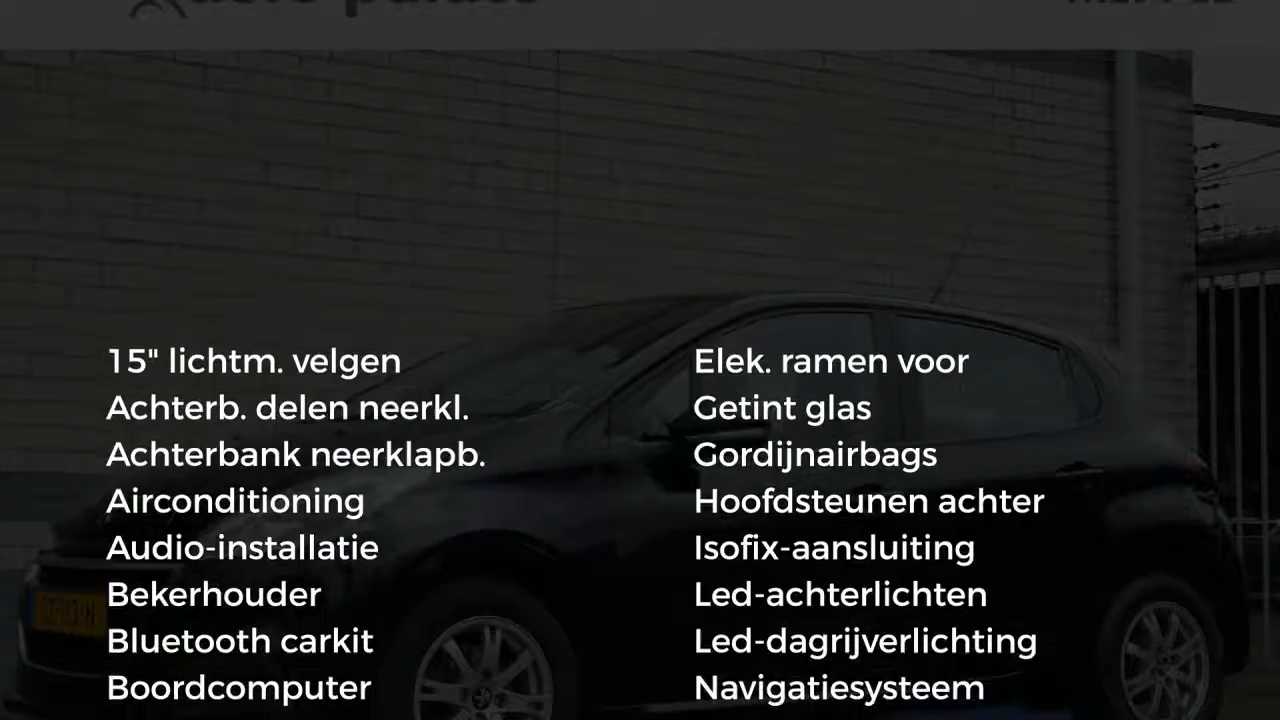 15" lichtm. velgen
Achterb. delen neerkl.
Achterbank neerklapb.
Airconditioning
Audio-installatie
Bekerhouder
Bluetooth carkit
Boordcomputer
Elek. ramen voor
Getint glas
Gordijnairbags
Hoofdsteunen achter
Isofix-aansluiting
Led-achterlichten
Led-dagrijverlichting
Navigatiesysteem